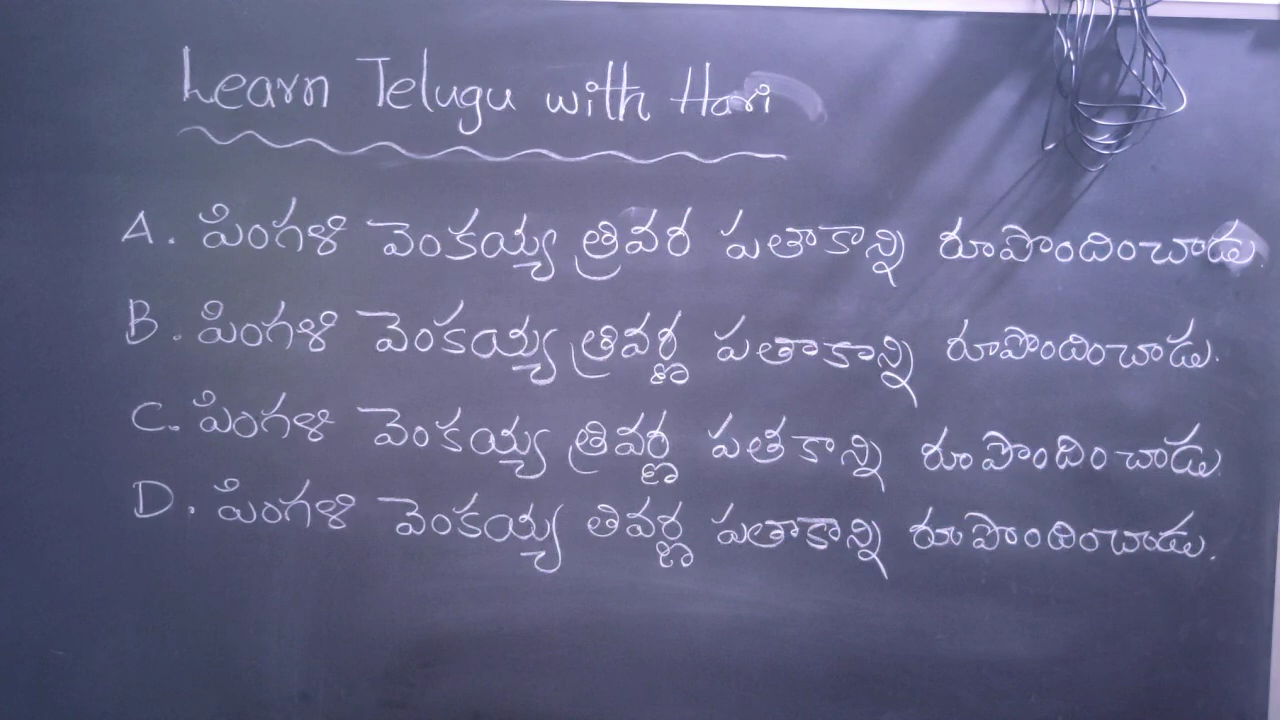 Learn Telugu with Hari
A. పింగళి వెంకయ్య త్రివర పతాకాన్ని రూపొందించాడు.
B. పింగళి వెంకయ్య త్రివర్ణ పతాకాన్ని రూపొందించాడు.
C. పింగళి వెంకయ్య త్రివర్ణ పతకాన్ని రూపొందించాడు.
D. పింగళి వెంకయ్య తివర్ణ పతాకాన్ని రూపొందించాడు.